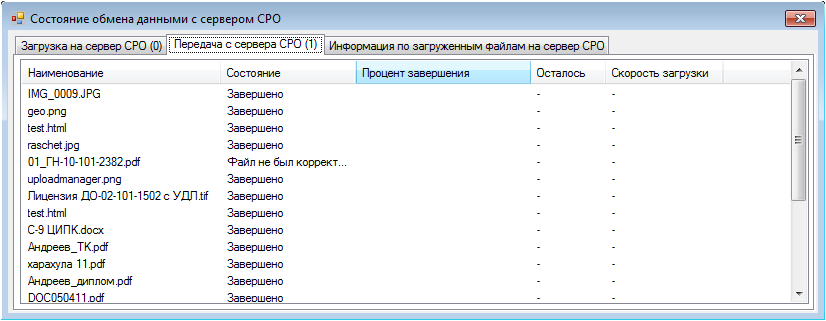 Состояние обмена данными с сервером СРО
Загрузка на сервер СРО (0) Передача с сервера СРО (1) Информация по загруженным файлам на сервер СРО
Наименование Состояние Процент завершения Осталось Скорость загрузки
IMG_0009.JPG Завершено - -
geo.png Завершено - -
test.html Завершено - -
raschet.jpg Завершено - -
01_ГН-10-101-2382.pdf Файл не был коррект... - -
uploadmanager.png Завершено - -
Лицензия ДО-02-101-1502 с УДЛ.tif Завершено - -
test.html Завершено - -
С-9 ЦИПК.docx Завершено - -
Андреев_ТК.pdf Завершено - -
харахула 11.pdf Завершено - -
Андреев_диплом.pdf Завершено - -
DOC050411.pdf Завершено - -